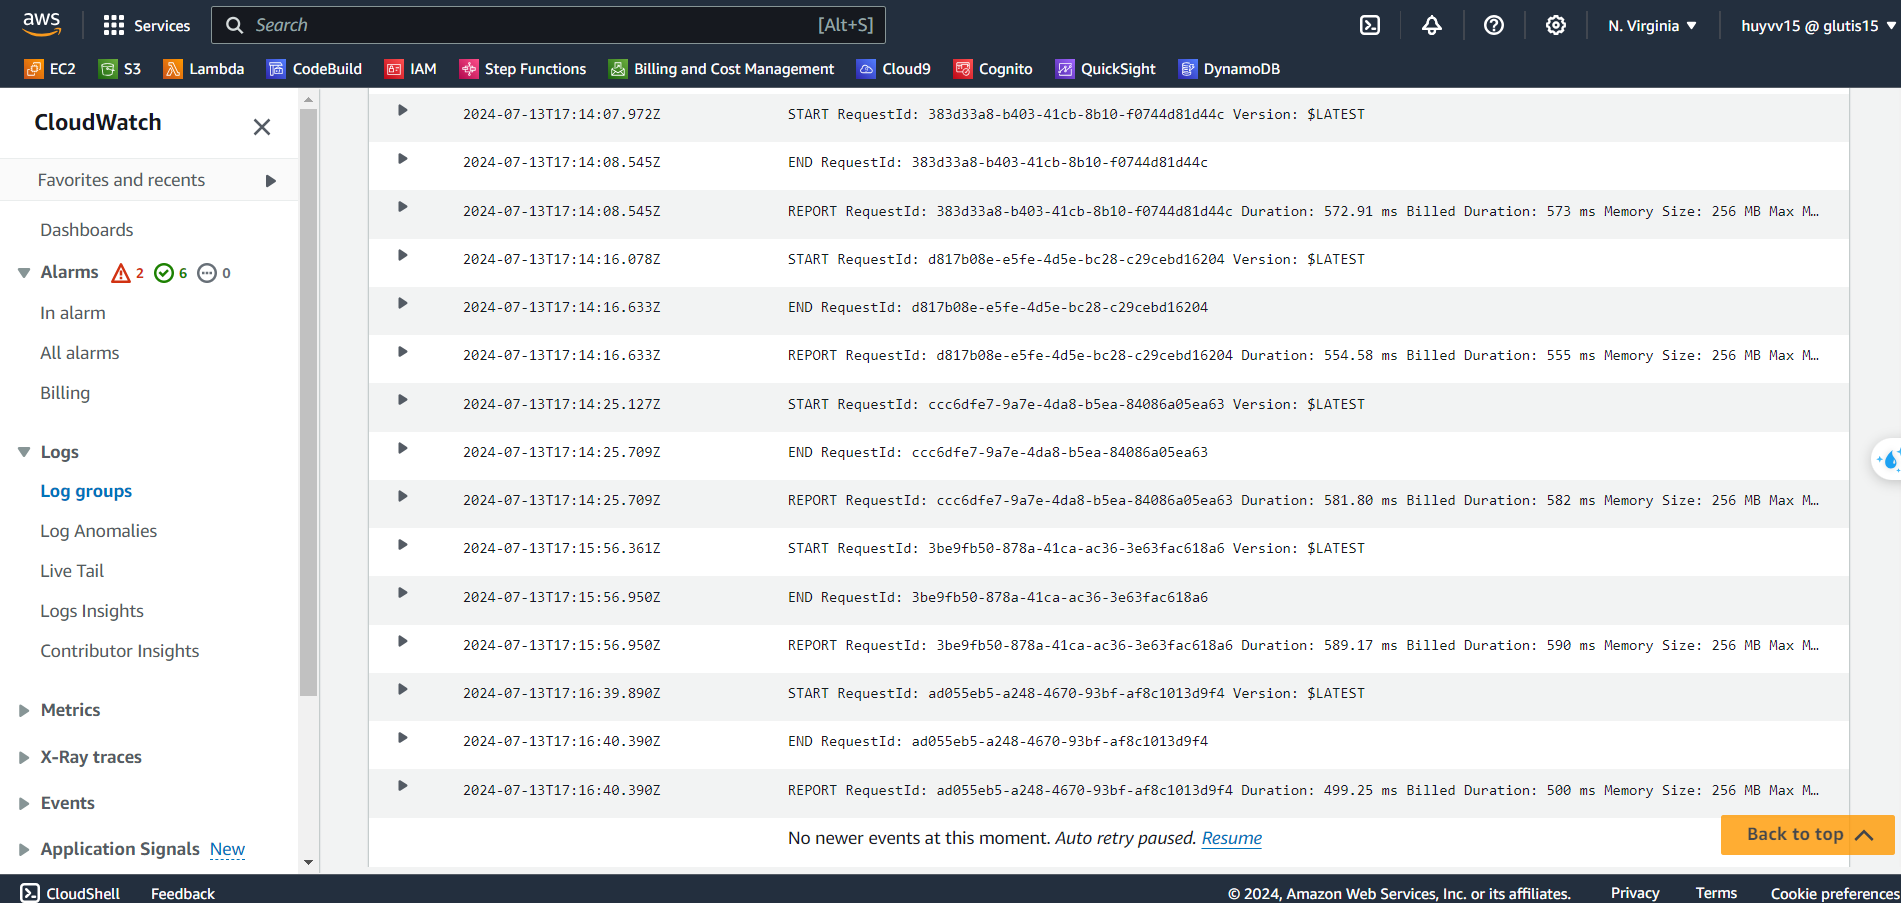 aws
Services
Search
[Alt+S]
N. Virginia
huyvv15 @ glutis15
EC2
S3
Lambda
CodeBuild
IAM
Step Functions
Billing and Cost Management
Cloud9
Cognito
QuickSight
DynamoDB
CloudWatch
Favorites and recents
Dashboards
Alarms 2 6 0
In alarm
All alarms
Billing
Logs
Log groups
Log Anomalies
Live Tail
Logs Insights
Contributor Insights
Metrics
X-Ray traces
Events
Application Signals New
2024-07-13T17:14:07.972Z START RequestId: 383d33a8-b403-41cb-8b10-f0744d81d44c Version: $LATEST
2024-07-13T17:14:08.545Z END RequestId: 383d33a8-b403-41cb-8b10-f0744d81d44c
2024-07-13T17:14:08.545Z REPORT RequestId: 383d33a8-b403-41cb-8b10-f0744d81d44c Duration: 572.91 ms Billed Duration: 573 ms Memory Size: 256 MB Max M…
2024-07-13T17:14:16.078Z START RequestId: d817b08e-e5fe-4d5e-bc28-c29cebd16204 Version: $LATEST
2024-07-13T17:14:16.633Z END RequestId: d817b08e-e5fe-4d5e-bc28-c29cebd16204
2024-07-13T17:14:16.633Z REPORT RequestId: d817b08e-e5fe-4d5e-bc28-c29cebd16204 Duration: 554.58 ms Billed Duration: 555 ms Memory Size: 256 MB Max M…
2024-07-13T17:14:25.127Z START RequestId: ccc6dfe7-9a7e-4da8-b5ea-84086a05ea63 Version: $LATEST
2024-07-13T17:14:25.709Z END RequestId: ccc6dfe7-9a7e-4da8-b5ea-84086a05ea63
2024-07-13T17:14:25.709Z REPORT RequestId: ccc6dfe7-9a7e-4da8-b5ea-84086a05ea63 Duration: 581.80 ms Billed Duration: 582 ms Memory Size: 256 MB Max M…
2024-07-13T17:15:56.361Z START RequestId: 3be9fb50-878a-41ca-ac36-3e63fac618a6 Version: $LATEST
2024-07-13T17:15:56.950Z END RequestId: 3be9fb50-878a-41ca-ac36-3e63fac618a6
2024-07-13T17:15:56.950Z REPORT RequestId: 3be9fb50-878a-41ca-ac36-3e63fac618a6 Duration: 589.17 ms Billed Duration: 590 ms Memory Size: 256 MB Max M…
2024-07-13T17:16:39.890Z START RequestId: ad055eb5-a248-4670-93bf-af8c1013d9f4 Version: $LATEST
2024-07-13T17:16:40.390Z END RequestId: ad055eb5-a248-4670-93bf-af8c1013d9f4
2024-07-13T17:16:40.390Z REPORT RequestId: ad055eb5-a248-4670-93bf-af8c1013d9f4 Duration: 499.25 ms Billed Duration: 500 ms Memory Size: 256 MB Max M…
No newer events at this moment. Auto retry paused. Resume
Back to top
CloudShell
Feedback
© 2024, Amazon Web Services, Inc. or its affiliates.
Privacy
Terms
Cookie preferences